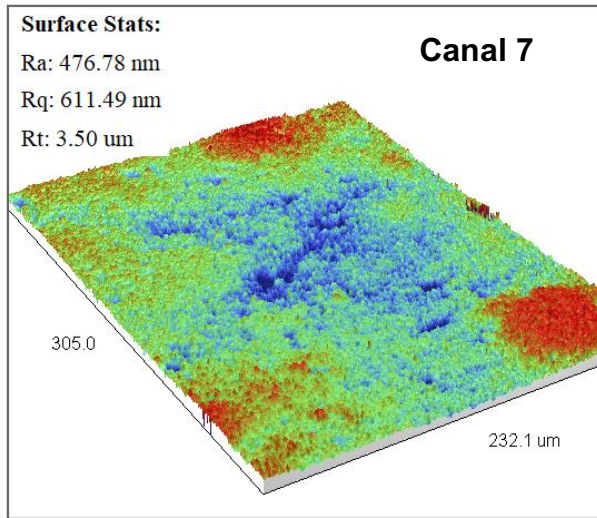 Surface Stats:
Ra: 476.78 nm
Rq: 611.49 nm
Rt: 3.50 um
Canal 7
305.0
232.1 um